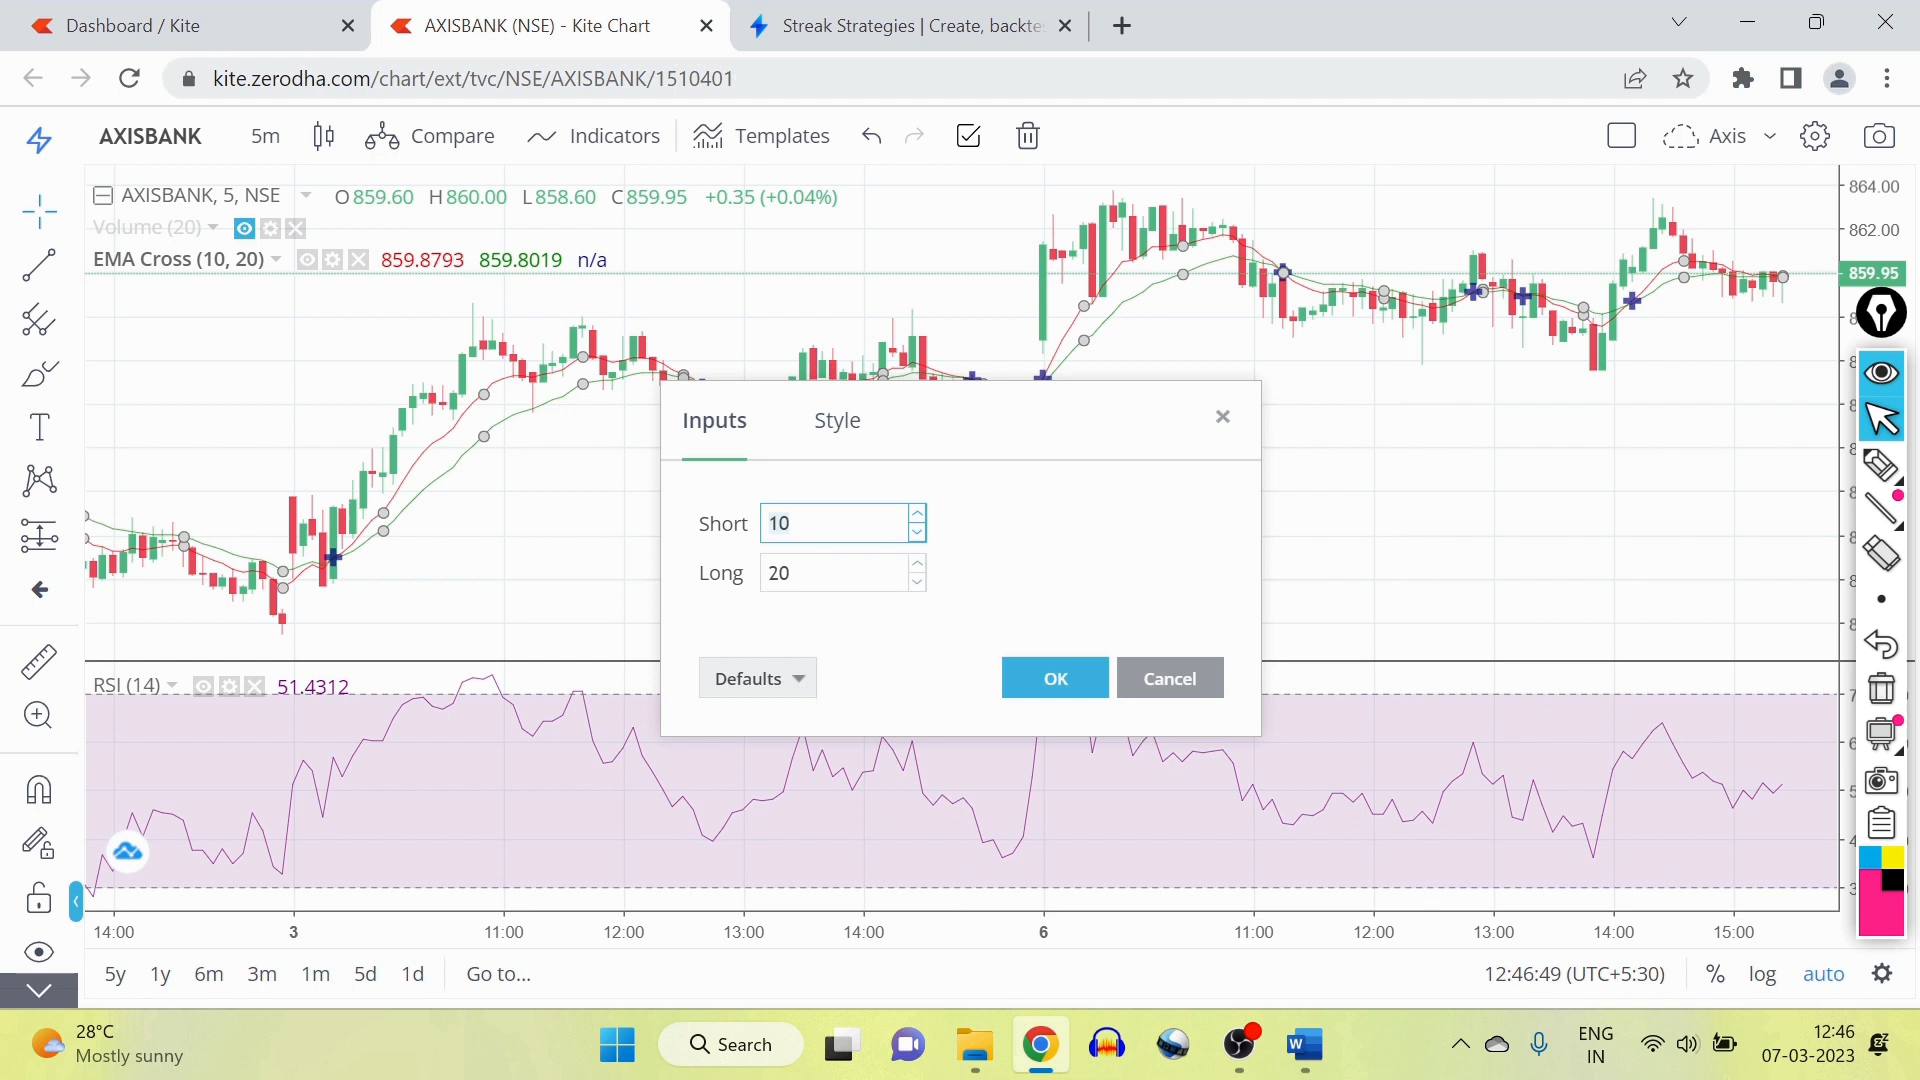 Dashboard / Kite
AXISBANK (NSE) - Kite Chart
Streak Strategies | Create, backte
kite.zerodha.com/chart/ext/tvc/NSE/AXISBANK/1510401
AXISBANK 5m Compare Indicators Templates Axis
AXISBANK, 5, NSE O859.60 H860.00 L858.60 C859.95 +0.35 (+0.04%)
Volume (20)
EMA Cross (10, 20) 859.8793 859.8019 n/a
864.00
862.00
859.95
Inputs Style
Short 10
Long 20
Defaults OK Cancel
RSI (14) 51.4312
14:00 3 11:00 12:00 13:00 14:00 6 11:00 12:00 13:00 14:00 15:00
5y 1y 6m 3m 1m 5d 1d Go to... 12:46:49 (UTC+5:30) % log auto
28°C
Mostly sunny
Search
ENG
IN
12:46
07-03-2023